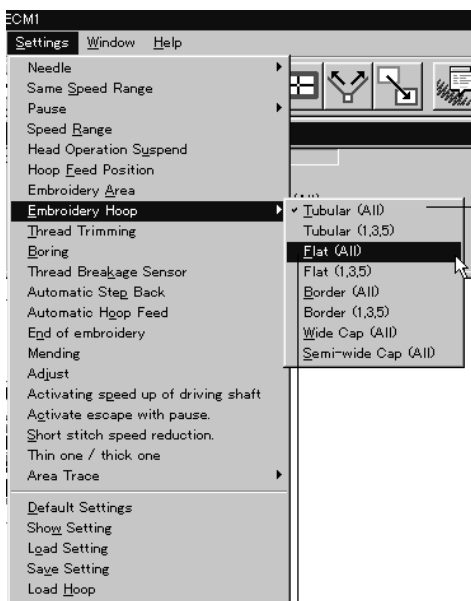 ECM1
Settings Window Help
Needle
Same Speed Range
Pause
Speed Range
Head Operation Suspend
Hoop Feed Position
Embroidery Area
Embroidery Hoop
Thread Trimming
Boring
Thread Breakage Sensor
Automatic Step Back
Automatic Hoop Feed
End of embroidery
Mending
Adjust
Activating speed up of driving shaft
Activate escape with pause.
Short stitch speed reduction.
Thin one / thick one
Area Trace
Default Settings
Show Setting
Load Setting
Save Setting
Load Hoop
Tubular (All)
Tubular (1,3,5)
Flat (All)
Flat (1,3,5)
Border (All)
Border (1,3,5)
Wide Cap (All)
Semi-wide Cap (All)